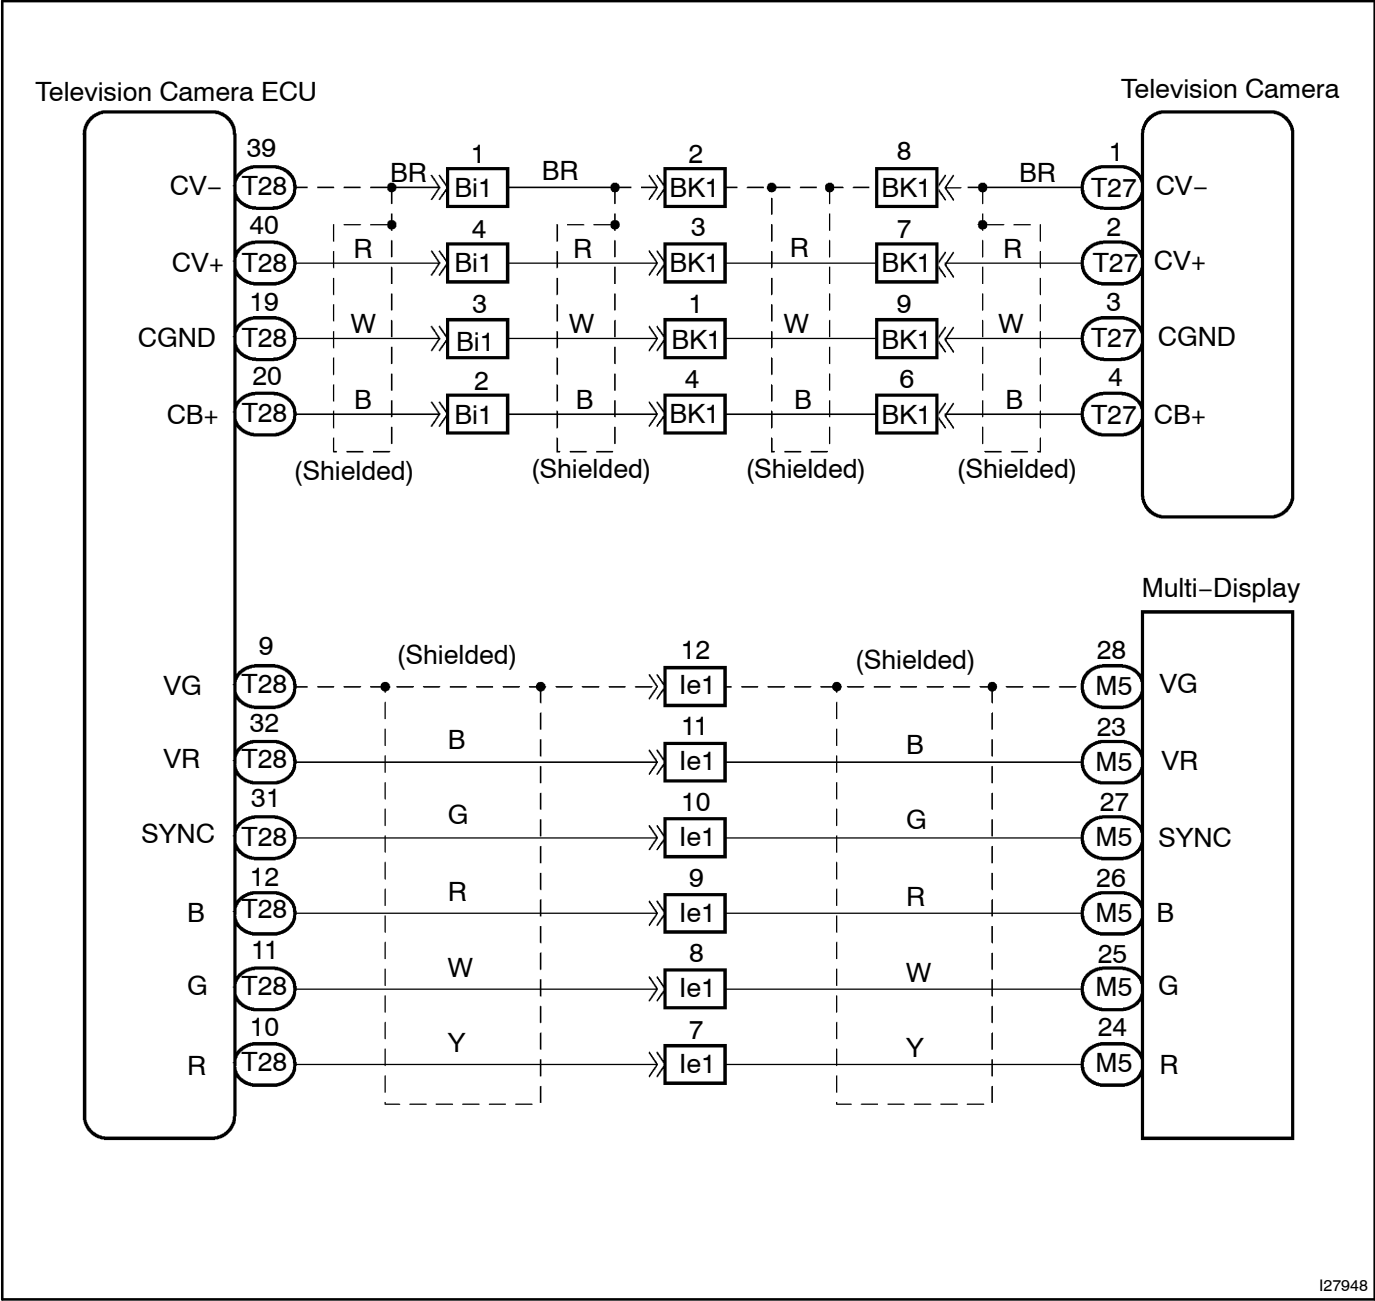 Television Camera ECU
Television Camera
39 1 2 8 1
CV− T28 BR Bi1 BR BK1 BK1 BR T27 CV−
40 4 3 7 2
CV+ T28 R Bi1 R BK1 R BK1 R T27 CV+
19 3 1 9 3
CGND T28 W Bi1 W BK1 W BK1 W T27 CGND
20 2 4 6 4
CB+ T28 B Bi1 B BK1 B BK1 B T27 CB+
(Shielded) (Shielded) (Shielded) (Shielded)
Multi−Display
9 (Shielded) 12 (Shielded) 28
VG T28 Ie1 M5 VG
32 11 23
VR T28 B Ie1 B M5 VR
31 10 27
SYNC T28 G Ie1 G M5 SYNC
12 9 26
B T28 R Ie1 R M5 B
11 8 25
G T28 W Ie1 W M5 G
10 7 24
R T28 Y Ie1 Y M5 R
I27948